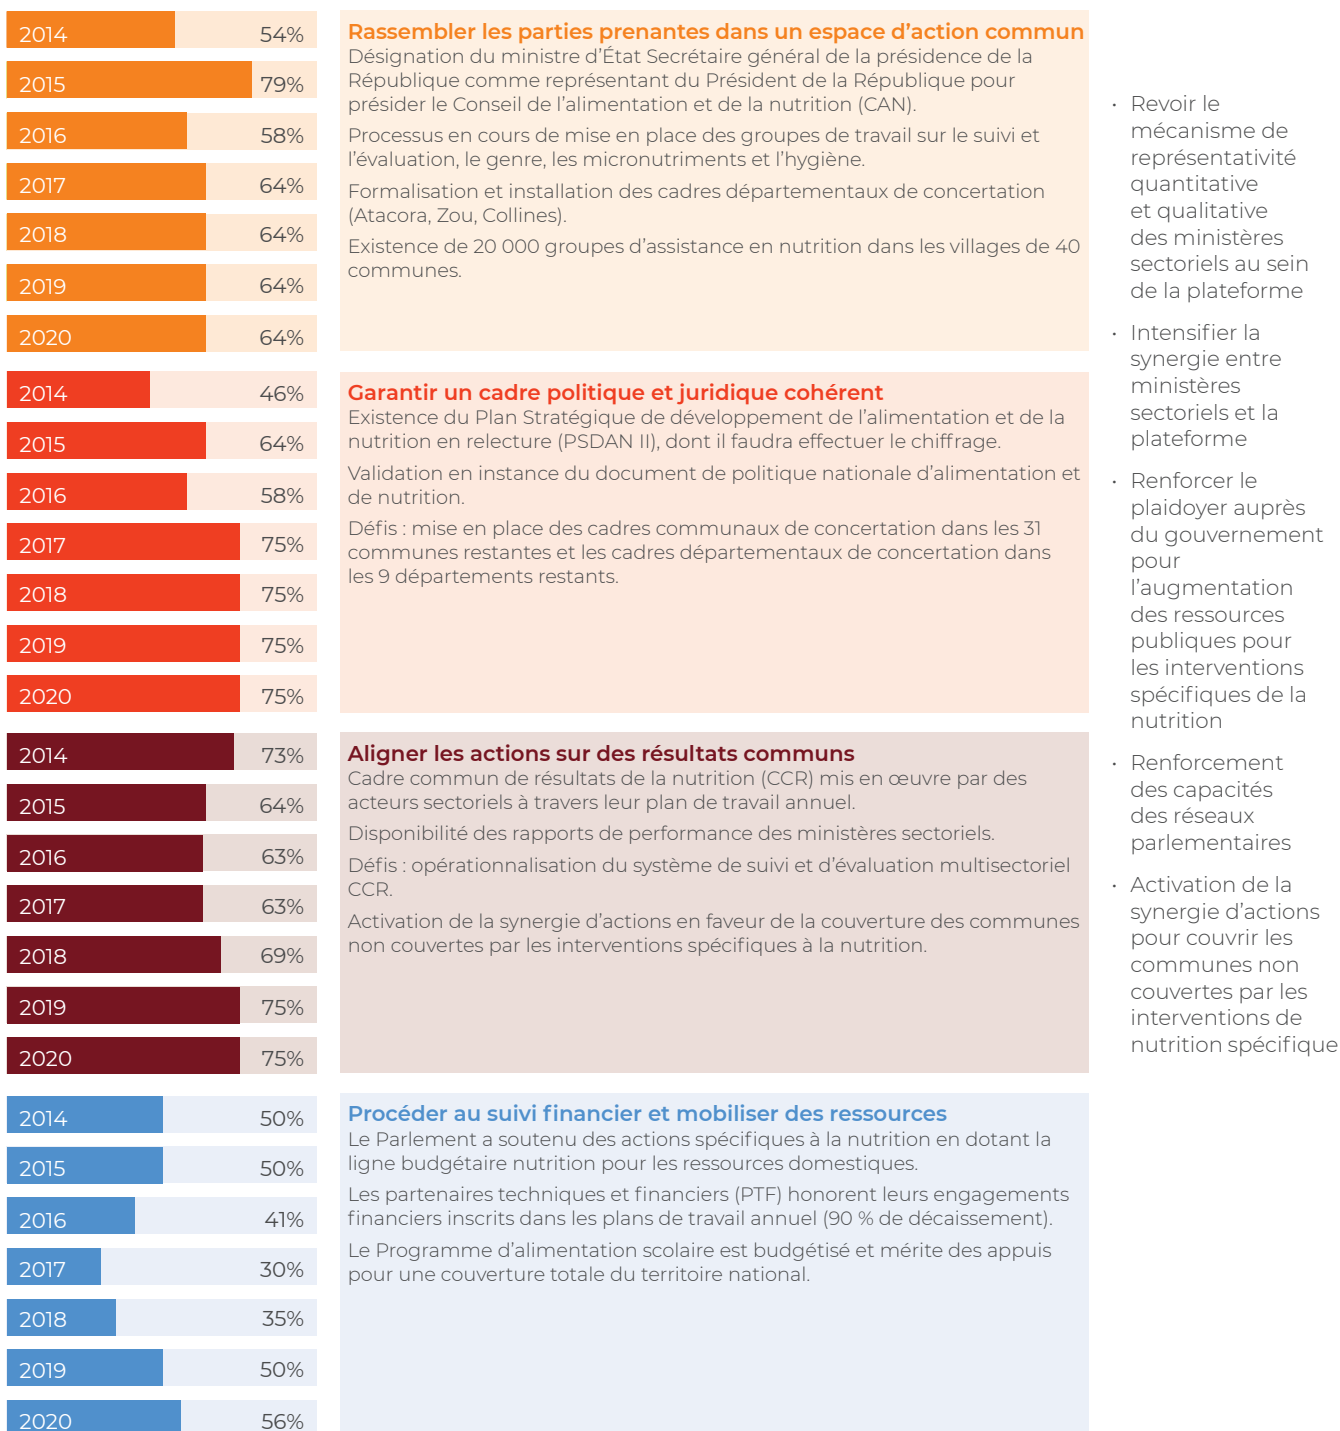 2014 54%
2015 79%
2016 58%
2017 64%
2018 64%
2019 64%
2020 64%
Rassembler les parties prenantes dans un espace d’action commun
Désignation du ministre d’État Secrétaire général de la présidence de la
République comme représentant du Président de la République pour
présider le Conseil de l’alimentation et de la nutrition (CAN).
Processus en cours de mise en place des groupes de travail sur le suivi et
l’évaluation, le genre, les micronutriments et l’hygiène.
Formalisation et installation des cadres départementaux de concertation
(Atacora, Zou, Collines).
Existence de 20 000 groupes d’assistance en nutrition dans les villages de 40
communes.
2014 46%
2015 64%
2016 58%
2017 75%
2018 75%
2019 75%
2020 75%
Garantir un cadre politique et juridique cohérent
Existence du Plan Stratégique de développement de l’alimentation et de la
nutrition en relecture (PSDAN II), dont il faudra effectuer le chiffrage.
Validation en instance du document de politique nationale d’alimentation et
de nutrition.
Défis : mise en place des cadres communaux de concertation dans les 31
communes restantes et les cadres départementaux de concertation dans
les 9 départements restants.
2014 73%
2015 64%
2016 63%
2017 63%
2018 69%
2019 75%
2020 75%
Aligner les actions sur des résultats communs
Cadre commun de résultats de la nutrition (CCR) mis en œuvre par des
acteurs sectoriels à travers leur plan de travail annuel.
Disponibilité des rapports de performance des ministères sectoriels.
Défis : opérationnalisation du système de suivi et d’évaluation multisectoriel
CCR.
Activation de la synergie d’actions en faveur de la couverture des communes
non couvertes par les interventions spécifiques à la nutrition.
2014 50%
2015 50%
2016 41%
2017 30%
2018 35%
2019 50%
2020 56%
Procéder au suivi financier et mobiliser des ressources
Le Parlement a soutenu des actions spécifiques à la nutrition en dotant la
ligne budgétaire nutrition pour les ressources domestiques.
Les partenaires techniques et financiers (PTF) honorent leurs engagements
financiers inscrits dans les plans de travail annuel (90 % de décaissement).
Le Programme d’alimentation scolaire est budgétisé et mérite des appuis
pour une couverture totale du territoire national.
• Revoir le
mécanisme de
représentativité
quantitative
et qualitative
des ministères
sectoriels au sein
de la plateforme
• Intensifier la
synergie entre
ministères
sectoriels et la
plateforme
• Renforcer le
plaidoyer auprès
du gouvernement
pour
l’augmentation
des ressources
publiques pour
les interventions
spécifiques de la
nutrition
• Renforcement
des capacités
des réseaux
parlementaires
• Activation de la
synergie d’actions
pour couvrir les
communes non
couvertes par les
interventions de
nutrition spécifique